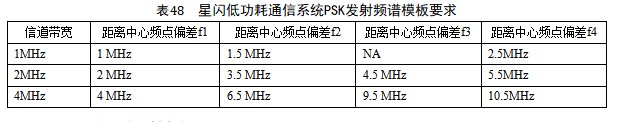 表48 星闪低功耗通信系统PSK发射频谱模板要求
信道带宽 距离中心频点偏差f1 距离中心频点偏差f2 距离中心频点偏差f3 距离中心频点偏差f4
1MHz 1 MHz 1.5 MHz NA 2.5MHz
2MHz 2 MHz 3.5 MHz 4.5 MHz 5.5MHz
4MHz 4 MHz 6.5 MHz 9.5 MHz 10.5MHz